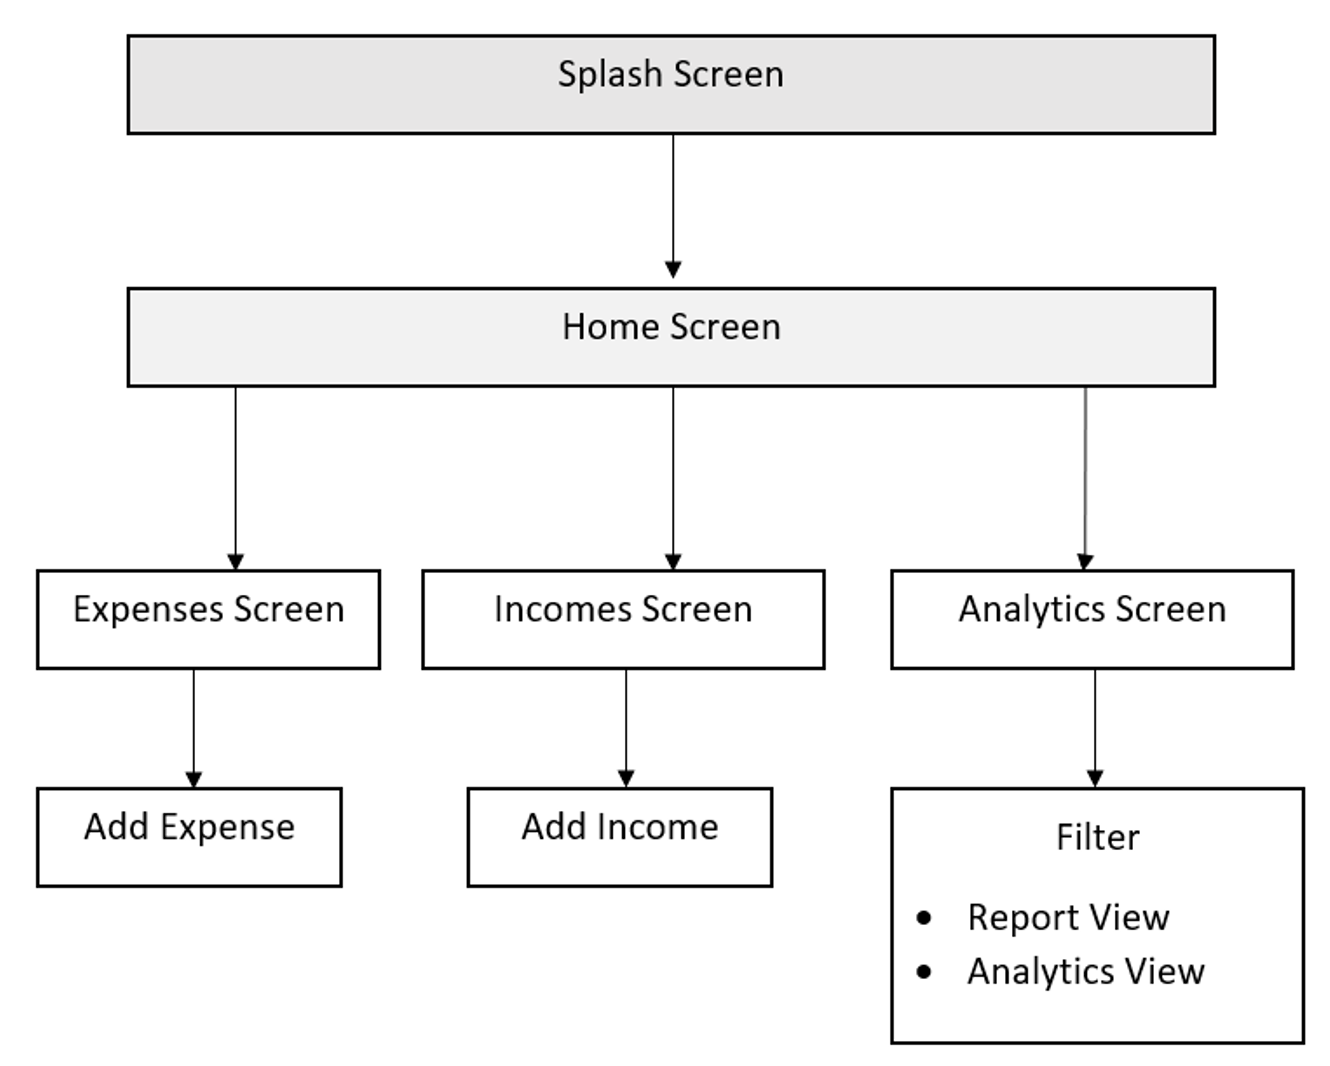 Splash Screen
Home Screen
Expenses Screen
Incomes Screen
Analytics Screen
Add Expense
Add Income
Filter
• Report View
• Analytics View